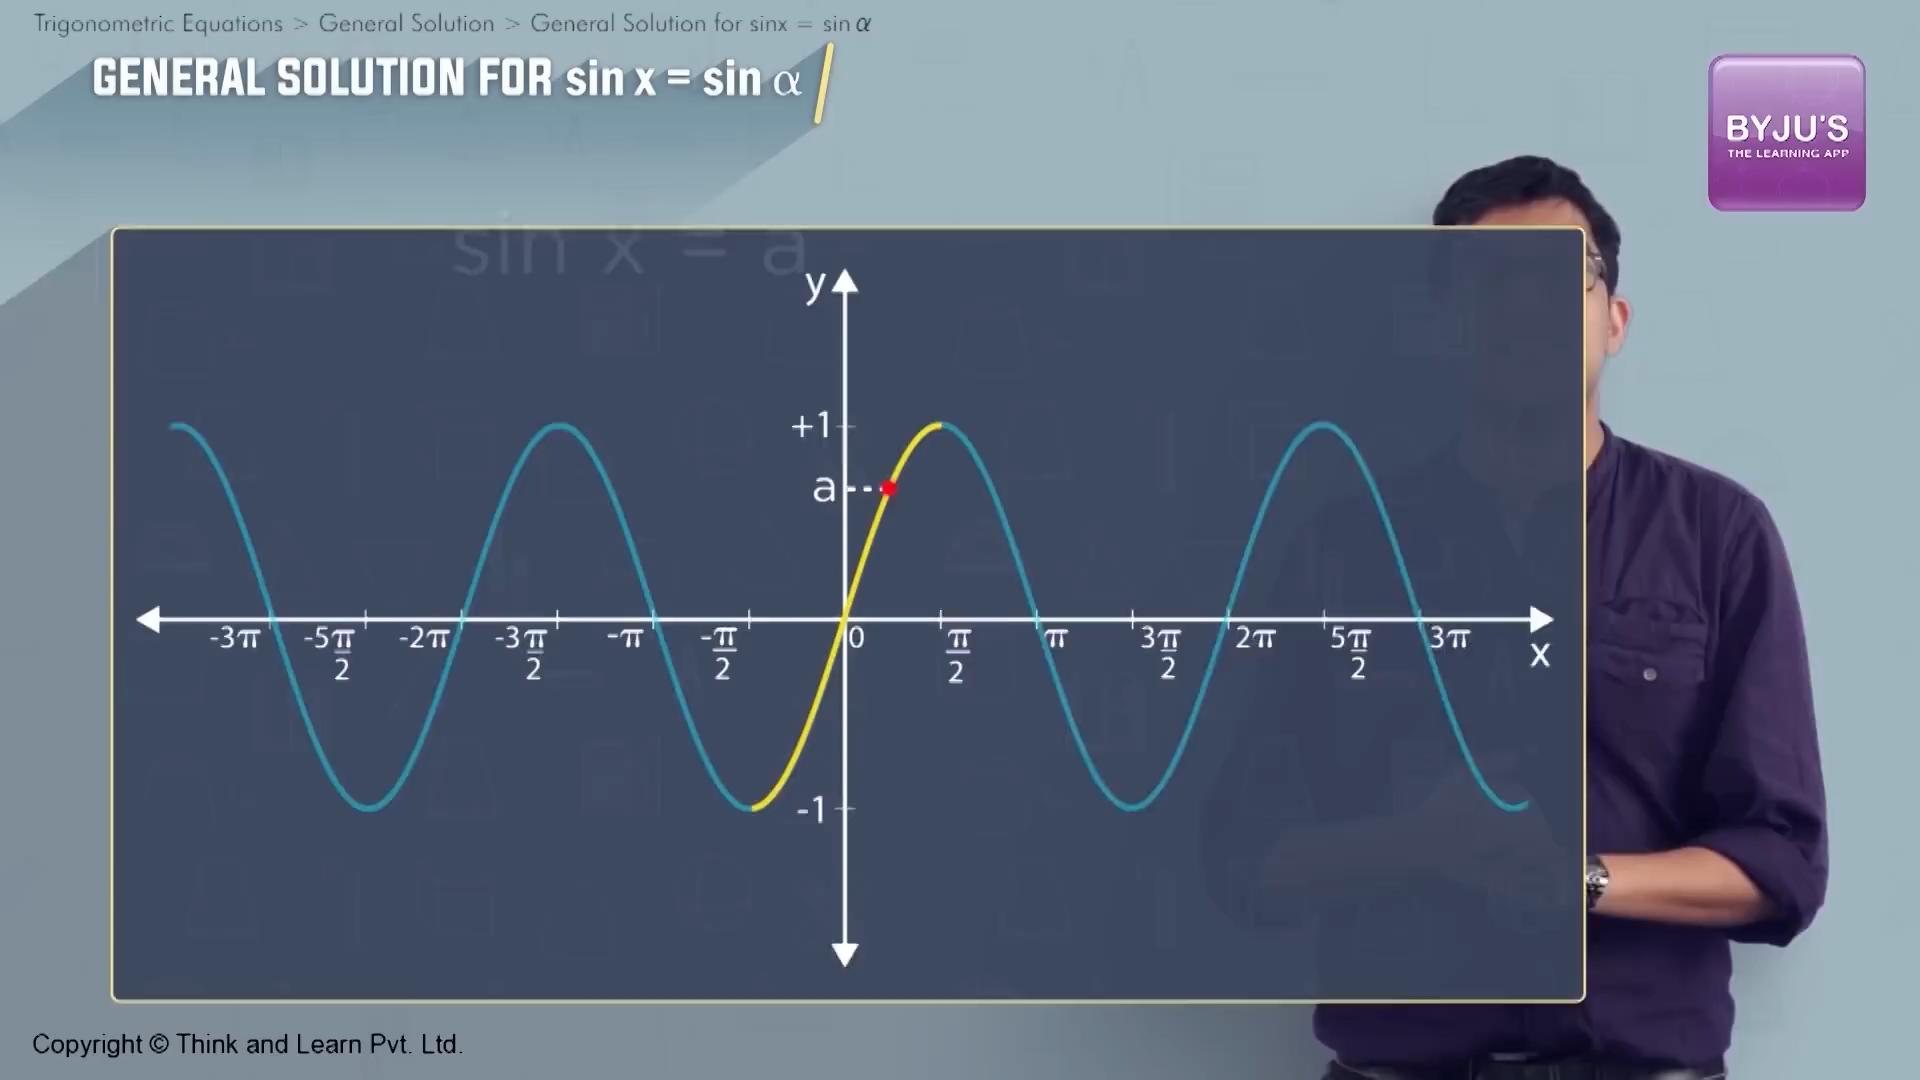 Trigonometric Equations > General Solution > General Solution for sinx = sin α
GENERAL SOLUTION FOR sin x = sin α
BYJU'S
THE LEARNING APP
sin x = a
y
+1
a
-3π -5π/2 -2π -3π/2 -π -π/2 0 π/2 π 3π/2 2π 5π/2 3π
x
-1
Copyright © Think and Learn Pvt. Ltd.